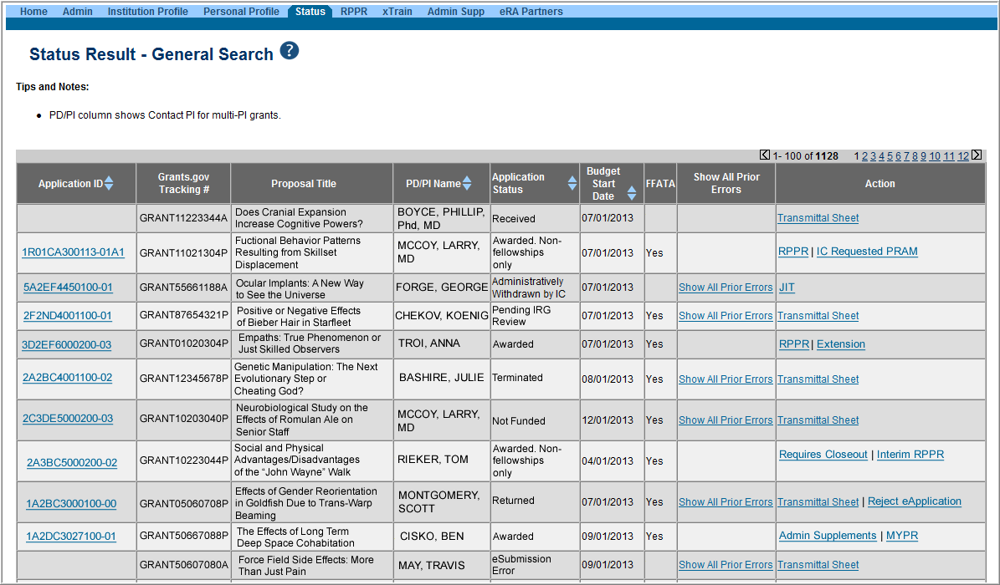 Home Admin Institution Profile Personal Profile Status RPPR xTrain Admin Supp eRA Partners
Status Result - General Search ?
Tips and Notes:
• PD/PI column shows Contact PI for multi-PI grants.
1- 100 of 1128 1 2 3 4 5 6 7 8 9 10 11 12
Application ID
Grants.gov
Tracking #
Proposal Title
PD/PI Name
Application
Status
Budget
Start
Date
FFATA
Show All Prior
Errors
Action
GRANT11223344A
Does Cranial Expansion
Increase Cognitive Powers?
BOYCE, PHILLIP,
Phd, MD
Received
07/01/2013
Transmittal Sheet
1R01CA300113-01A1
GRANT11021304P
Fuctional Behavior Patterns
Resulting from Skillset
Displacement
MCCOY, LARRY,
MD
Awarded. Non-
fellowships
only
07/01/2013
Yes
RPPR | IC Requested PRAM
5A2EF4450100-01
GRANT55661188A
Ocular Implants: A New Way
to See the Universe
FORGE, GEORGE
Administratively
Withdrawn by IC
07/01/2013
Show All Prior Errors
JIT
2F2ND4001100-01
GRANT87654321P
Positive or Negative Effects
of Bieber Hair in Starfleet
CHEKOV, KOENIG
Pending IRG
Review
07/01/2013
Yes
Show All Prior Errors
Transmittal Sheet
3D2EF6000200-03
GRANT01020304P
Empaths: True Phenomenon or
Just Skilled Observers
TROI, ANNA
Awarded
07/01/2013
Yes
RPPR | Extension
2A2BC4001100-02
GRANT12345678P
Genetic Manipulation: The Next
Evolutionary Step or
Cheating God?
BASHIRE, JULIE
Terminated
08/01/2013
Yes
Show All Prior Errors
Transmittal Sheet
2C3DE5000200-03
GRANT10203040P
Neurobiological Study on the
Effects of Romulan Ale on
Senior Staff
MCCOY, LARRY,
MD
Not Funded
12/01/2013
Yes
Show All Prior Errors
Transmittal Sheet
2A3BC5000200-02
GRANT10223044P
Social and Physical
Advantages/Disadvantages
of the “John Wayne” Walk
RIEKER, TOM
Awarded. Non-
fellowships
only
04/01/2013
Yes
Requires Closeout | Interim RPPR
1A2BC3000100-00
GRANT05060708P
Effects of Gender Reorientation
in Goldfish Due to Trans-Warp
Beaming
MONTGOMERY,
SCOTT
Returned
07/01/2013
Yes
Show All Prior Errors
Transmittal Sheet | Reject eApplication
1A2DC3027100-01
GRANT50667088P
The Effects of Long Term
Deep Space Cohabitation
CISKO, BEN
Awarded
09/01/2013
Yes
Admin Supplements | MYPR
GRANT50607080A
Force Field Side Effects: More
Than Just Pain
MAY, TRAVIS
eSubmission
Error
09/01/2013
Show All Prior Errors
Transmittal Sheet